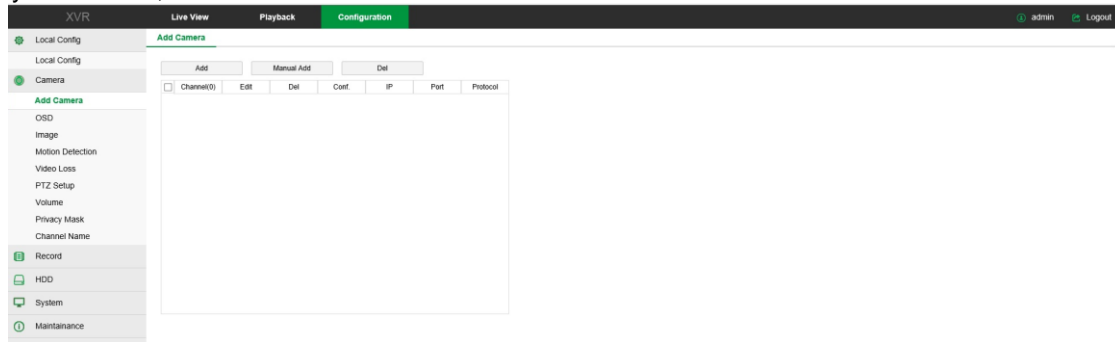 XVR Live View Playback Configuration admin Logout
Local Config
Local Config
Camera
Add Camera
OSD
Image
Motion Detection
Video Loss
PTZ Setup
Volume
Privacy Mask
Channel Name
Record
HDD
System
Maintainance
Add Camera
Add Manual Add Del
Channel(0) Edit Del Conf. IP Port Protocol